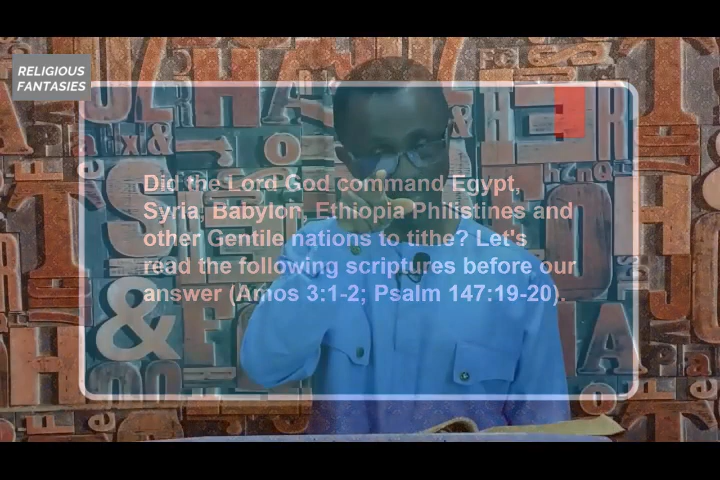 RELIGIOUS
FANTASIES
Did the Lord God command Egypt,
Syria, Babylon, Ethiopia Philistines and
other Gentile nations to tithe? Let's
read the following scriptures before our
answer (Amos 3:1-2; Psalm 147:19-20).